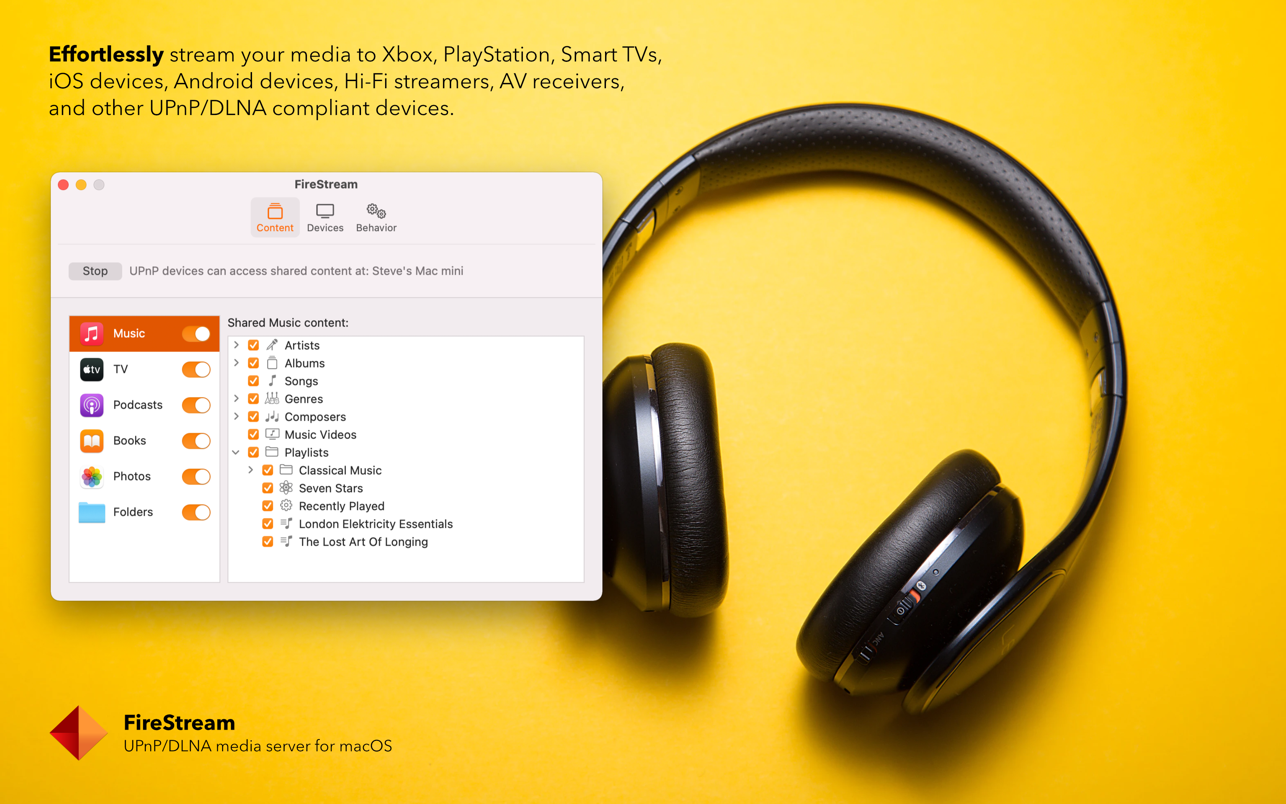 Effortlessly stream your media to Xbox, PlayStation, Smart TVs,
iOS devices, Android devices, Hi-Fi streamers, AV receivers,
and other UPnP/DLNA compliant devices.
FireStream
Content Devices Behavior
Stop UPnP devices can access shared content at: Steve's Mac mini
Music
tv TV
Podcasts
Books
Photos
Folders
Shared Music content:
Artists
Albums
Songs
Genres
Composers
Music Videos
Playlists
Classical Music
Seven Stars
Recently Played
London Elektricity Essentials
The Lost Art Of Longing
ANC
FireStream
UPnP/DLNA media server for macOS